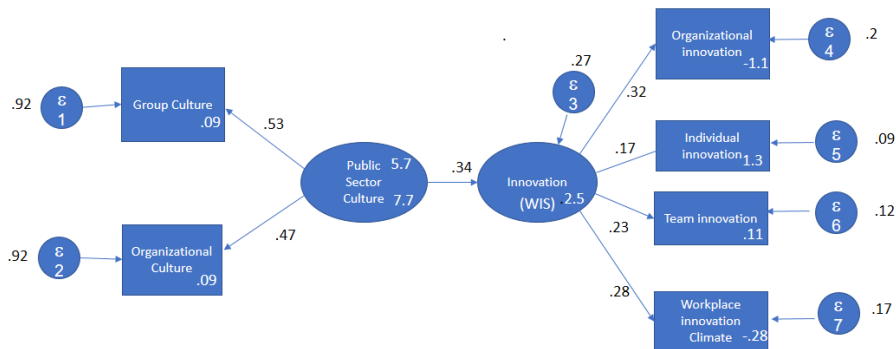 .92
ε
1
Group Culture
.09
.53
.92
ε
2
Organizational
Culture
.09
.47
Public
Sector
Culture
5.7
7.7
.34
.
.27
ε
3
Innovation
(WIS)
.2.5
.32
Organizational
innovation
-1.1
ε
4
.2
.17
Individual
innovation
1.3
ε
5
.09
.23
Team innovation
.11
ε
6
.12
.28
Workplace
innovation
Climate
-.28
ε
7
.17